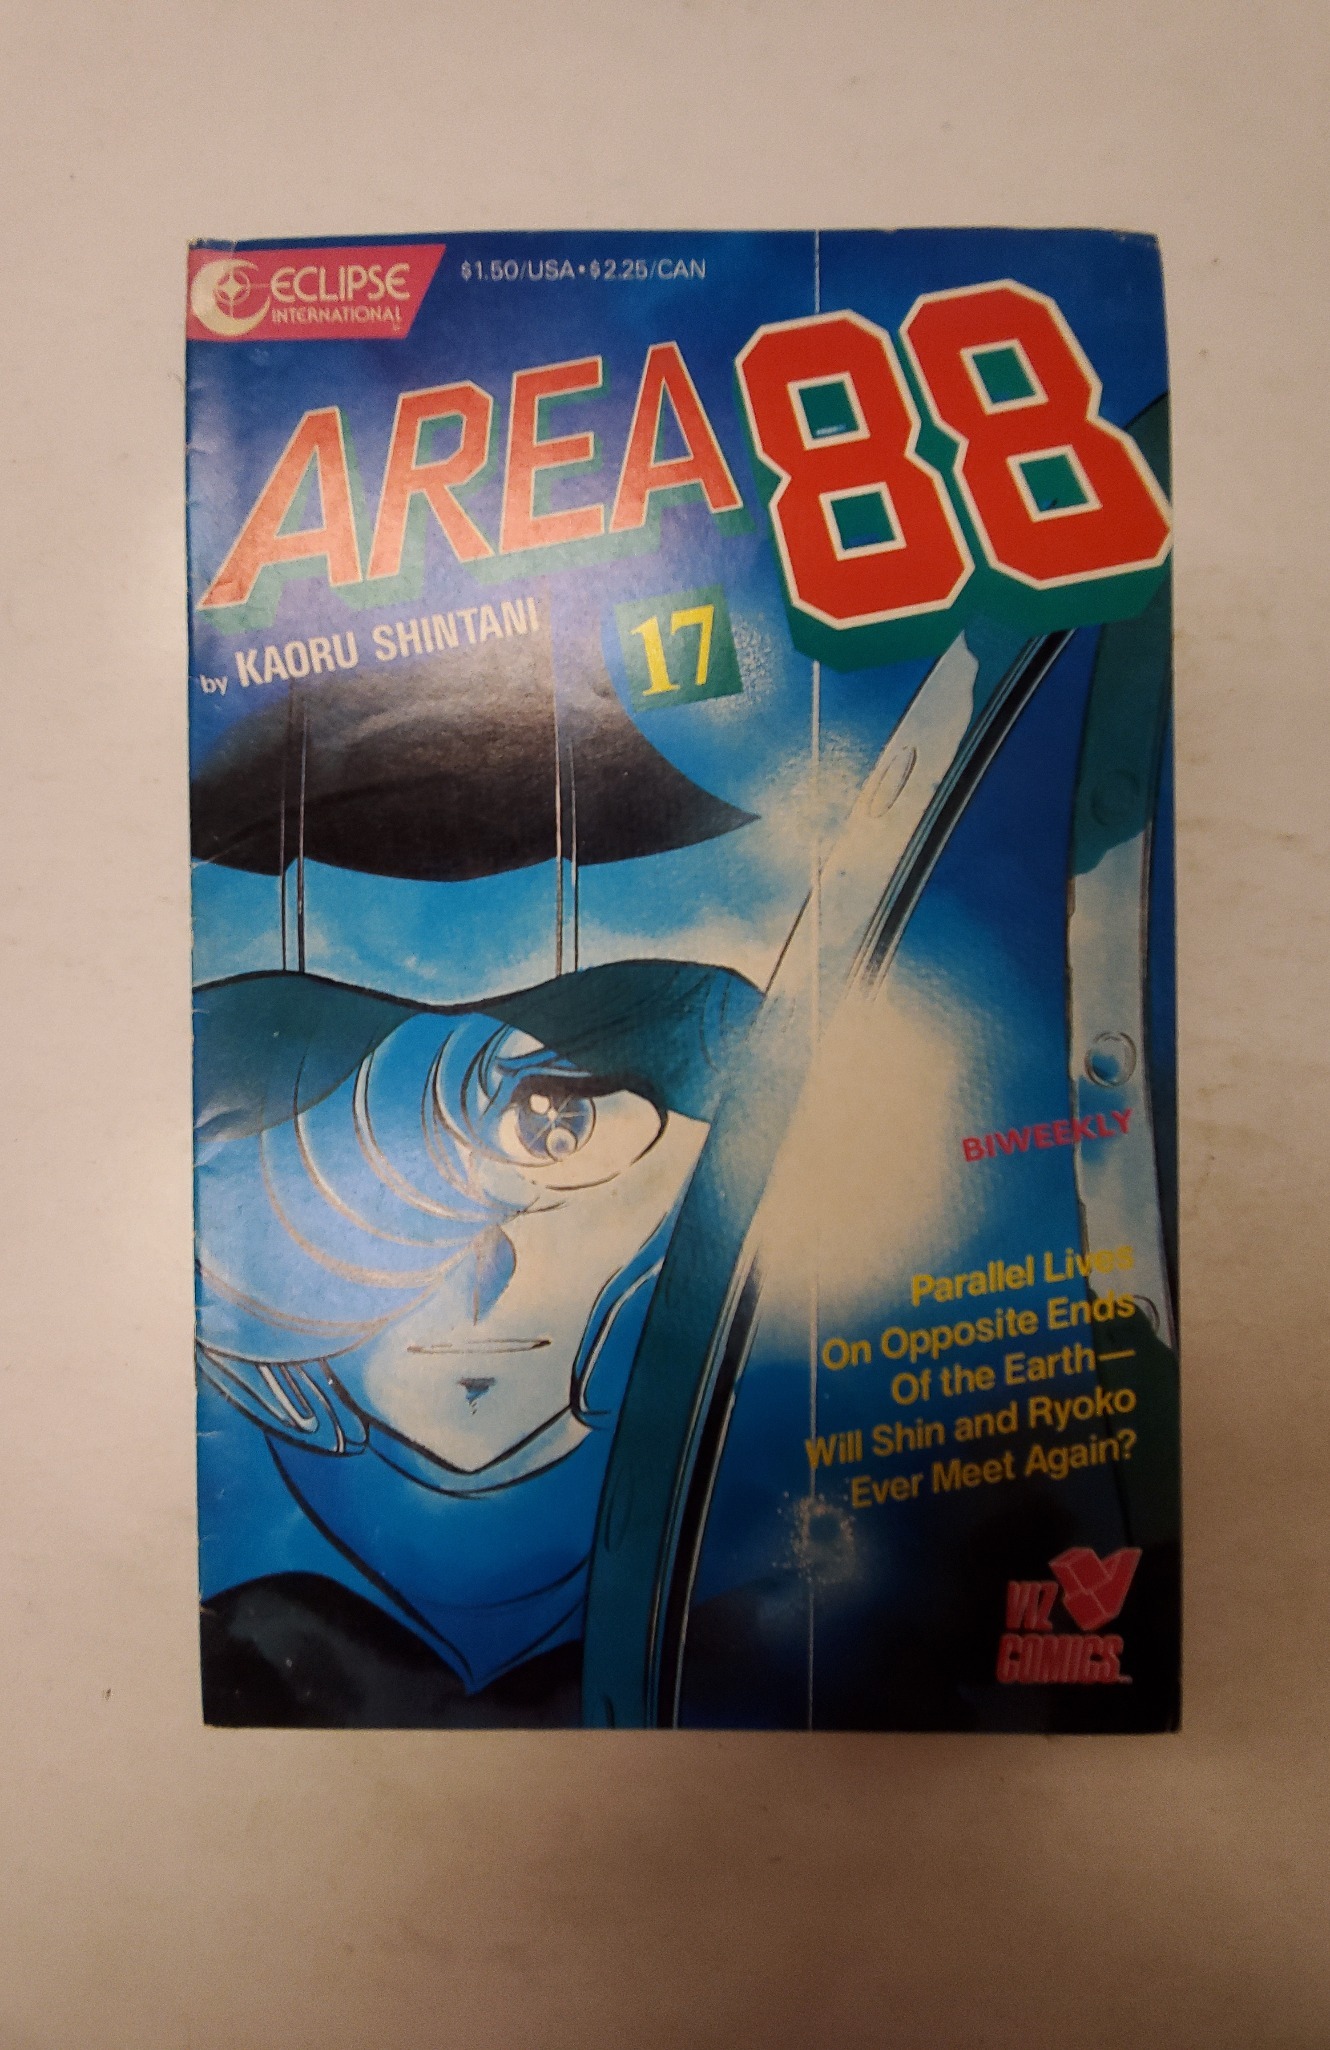 ECLIPSE
INTERNATIONAL
$1.50/USA•$2.25/CAN
AREA 88
by KAORU SHINTANI
17
BIWEEKLY
Parallel Lives
On Opposite Ends
Of the Earth—
Will Shin and Ryoko
Ever Meet Again?
VIZ
COMICS